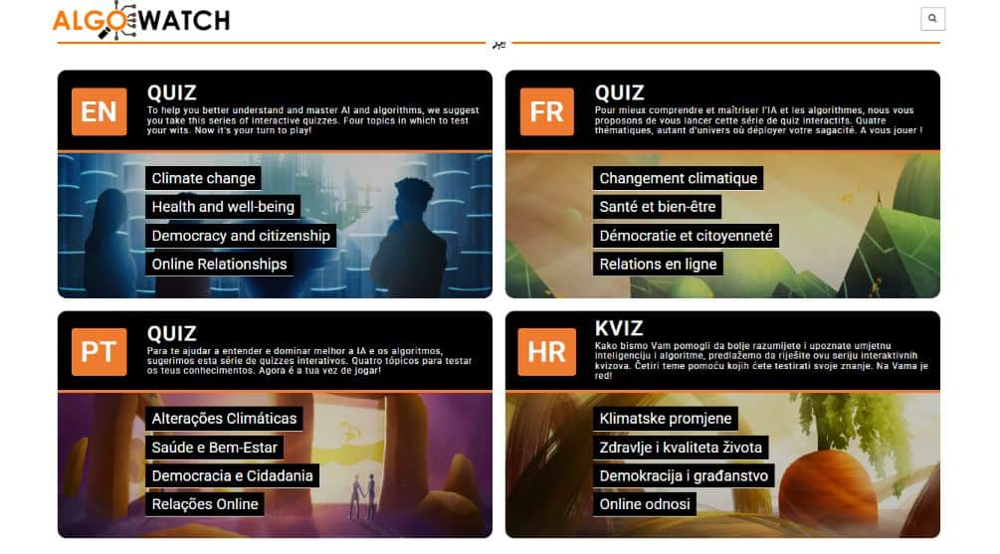 ALGOWATCH
EN
QUIZ
To help you better understand and master AI and algorithms, we suggest
you take this series of interactive quizzes. Four topics in which to test
your wits. Now it's your turn to play!
Climate change
Health and well-being
Democracy and citizenship
Online Relationships
FR
QUIZ
Pour mieux comprendre et maîtriser l'IA et les algorithmes, nous vous
proposons de vous lancer cette série de quiz interactifs. Quatre
thématiques, autant d'univers où déployer votre sagacité. A vous jouer !
Changement climatique
Santé et bien-être
Démocratie et citoyenneté
Relations en ligne
PT
QUIZ
Para te ajudar a entender e dominar melhor a IA e os algoritmos,
sugerimos esta série de quizzes interativos. Quatro tópicos para testar
os teus conhecimentos. Agora é a tua vez de jogar!
Alterações Climáticas
Saúde e Bem-Estar
Democracia e Cidadania
Relações Online
HR
KVIZ
Kako bismo Vam pomogli da bolje razumijete i upoznate umjetnu
inteligenciju i algoritme, predlažemo da riješite ovu seriju interaktivnih
kvizova. Četiri teme pomoću kojih ćete testirati svoje znanje. Na Vama je
red!
Klimatske promjene
Zdravlje i kvaliteta života
Demokracija i građanstvo
Online odnosi